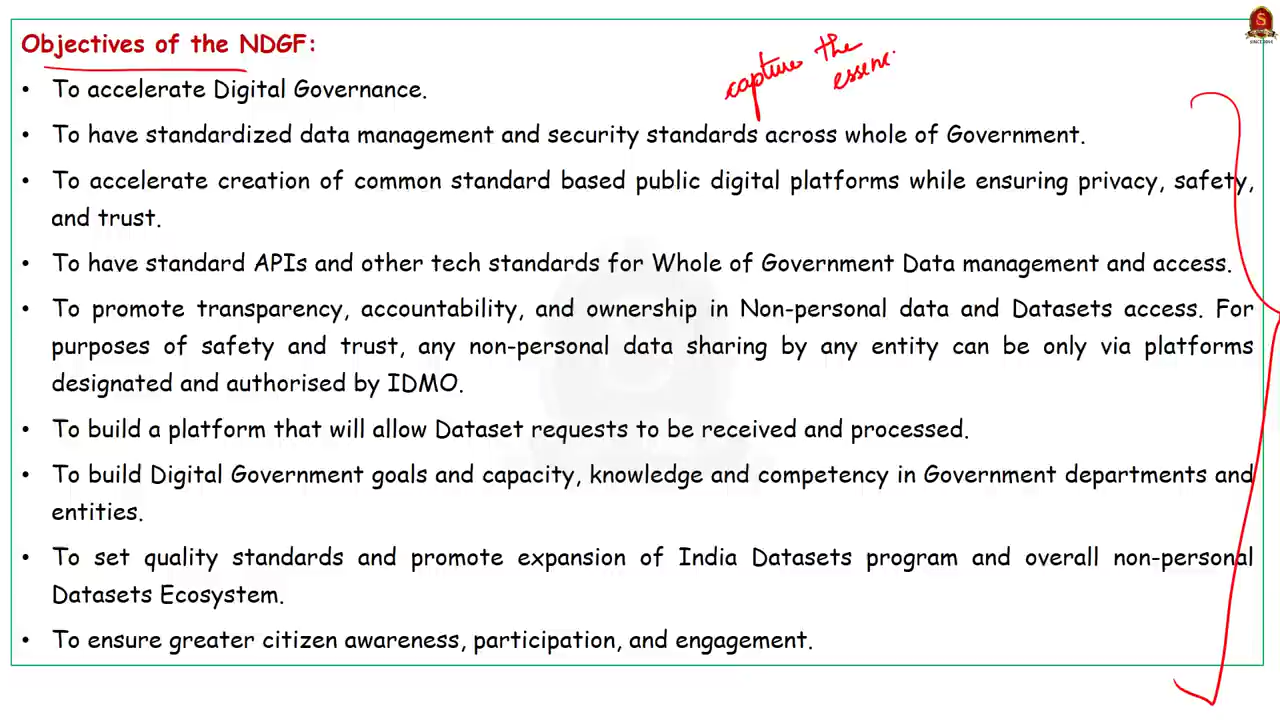 Objectives of the NDGF:
capture the
essenc
• To accelerate Digital Governance.
• To have standardized data management and security standards across whole of Government.
• To accelerate creation of common standard based public digital platforms while ensuring privacy, safety,
and trust.
• To have standard APIs and other tech standards for Whole of Government Data management and access.
• To promote transparency, accountability, and ownership in Non-personal data and Datasets access. For
purposes of safety and trust, any non-personal data sharing by any entity can be only via platforms
designated and authorised by IDMO.
• To build a platform that will allow Dataset requests to be received and processed.
• To build Digital Government goals and capacity, knowledge and competency in Government departments and
entities.
• To set quality standards and promote expansion of India Datasets program and overall non-personal
Datasets Ecosystem.
• To ensure greater citizen awareness, participation, and engagement.